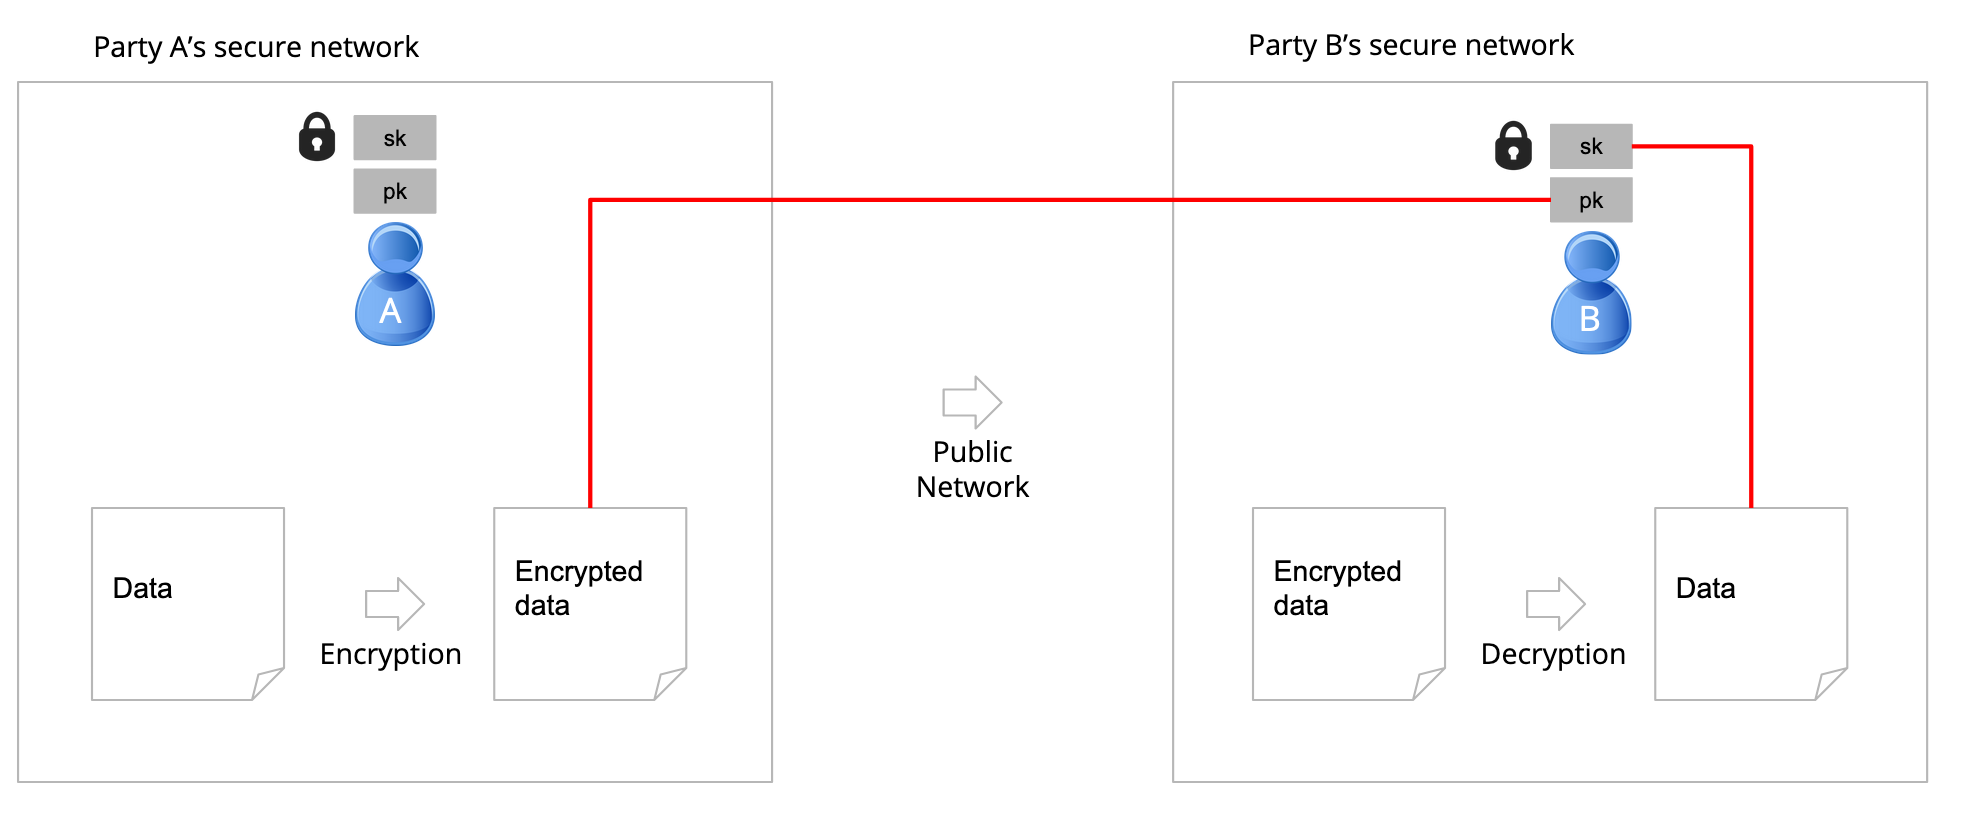 Party A’s secure network
sk
pk
A
Data
Encryption
Encrypted
data
Public
Network
Party B’s secure network
sk
pk
B
Encrypted
data
Decryption
Data